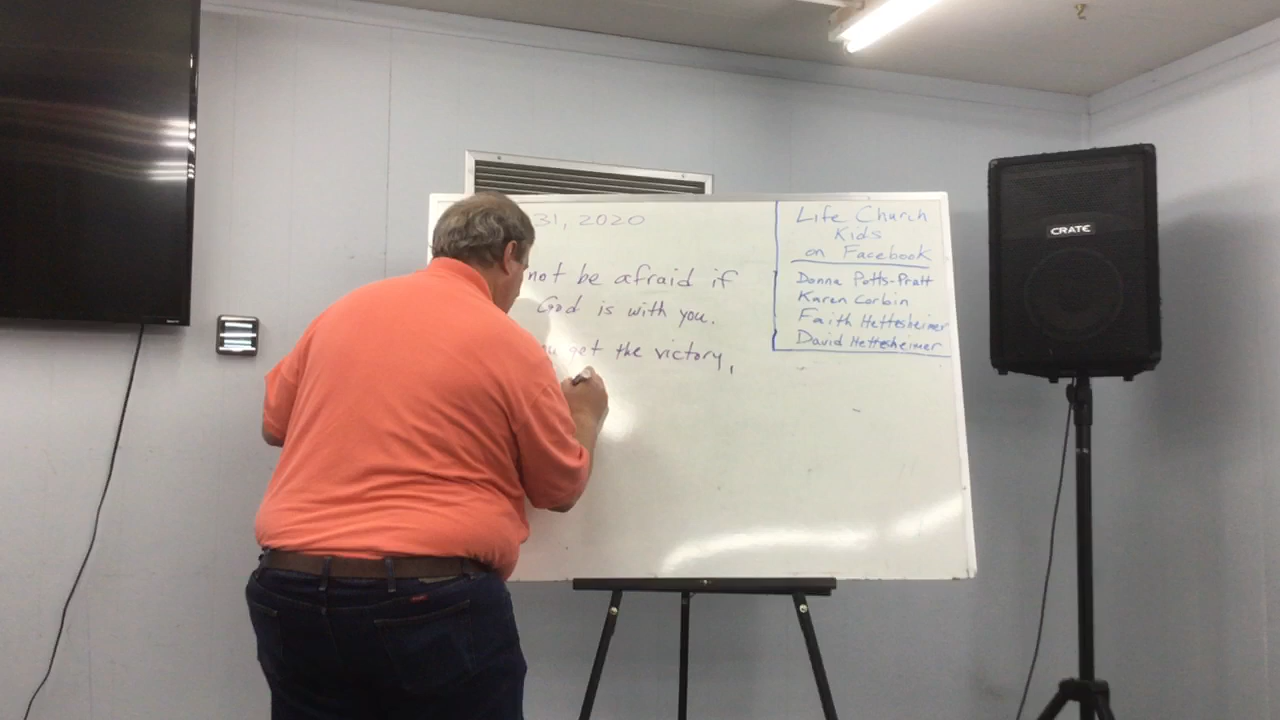 31, 2020
not be afraid if
God is with you.
get the victory,
Life Church
Kids
on Facebook
Donna Potts-Pratt
Karen Corbin
Faith Hettesheimer
David Hettesheimer
CRATE